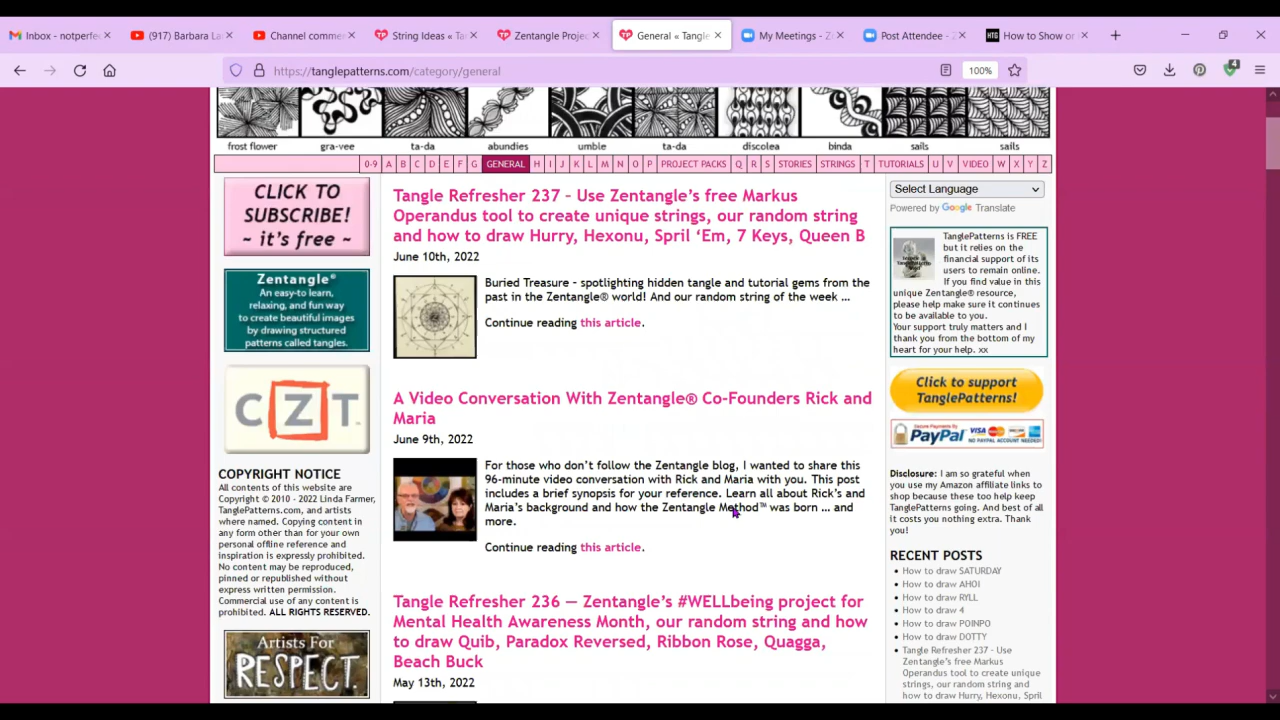 Inbox - notperfec
(917) Barbara La
Channel commen
String Ideas « Tan
Zentangle Project
General « Tangle
My Meetings - Z
Post Attendee - Z
HTG How to Show or
https://tanglepatterns.com/category/general
100%
4
frost flower gra-vee ta-da abundies umble ta-da discolea binda sails sails
0-9 A B C D E F G GENERAL H I J K L M N O P PROJECT PACKS Q R S STORIES STRINGS T TUTORIALS U V VIDEO W X Y Z
CLICK TO
SUBSCRIBE!
~ it's free ~
Zentangle®
An easy-to learn,
relaxing, and fun way
to create beautiful images
by drawing structured
patterns called tangles.
CZT
COPYRIGHT NOTICE
All contents of this website are
Copyright © 2010 - 2022 Linda Farmer,
TanglePatterns.com, and artists
where named. Copying content in
any form other than for your own
personal offline reference and
inspiration is expressly prohibited.
No content may be reproduced,
pinned or republished without
express written permission.
Commercial use of any content is
prohibited. ALL RIGHTS RESERVED.
Artists For
RESPECT.
Tangle Refresher 237 – Use Zentangle's free Markus
Operandus tool to create unique strings, our random string
and how to draw Hurry, Hexonu, Spril 'Em, 7 Keys, Queen B
June 10th, 2022
Buried Treasure – spotlighting hidden tangle and tutorial gems from the
past in the Zentangle® world! And our random string of the week ...
Continue reading this article.
A Video Conversation With Zentangle® Co-Founders Rick and
Maria
June 9th, 2022
For those who don't follow the Zentangle blog, I wanted to share this
96-minute video conversation with Rick and Maria with you. This post
includes a brief synopsis for your reference. Learn all about Rick's and
Maria's background and how the Zentangle Method™ was born ... and
more.
Continue reading this article.
Tangle Refresher 236 — Zentangle's #WELLbeing project for
Mental Health Awareness Month, our random string and how
to draw Quib, Paradox Reversed, Ribbon Rose, Quagga,
Beach Buck
May 13th, 2022
Select Language
Powered by Google Translate
TanglePatterns is FREE
but it relies on the
financial support of its
users to remain online.
If you find value in this
unique Zentangle® resource,
please help make sure it continues
to be available to you.
Your support truly matters and I
thank you from the bottom of my
heart for your help. xx
Click to support
TanglePatterns!
PayPal VISA
Disclosure: I am so grateful when
you use my Amazon affiliate links to
shop because these too help keep
TanglePatterns going. And best of all
it costs you nothing extra. Thank
you!
RECENT POSTS
How to draw SATURDAY
How to draw AHOI
How to draw RYLL
How to draw 4
How to draw POINPO
How to draw DOTTY
Tangle Refresher 237 - Use
Zentangle's free Markus
Operandus tool to create unique
strings, our random string and
how to draw Hurry, Hexonu, Spril